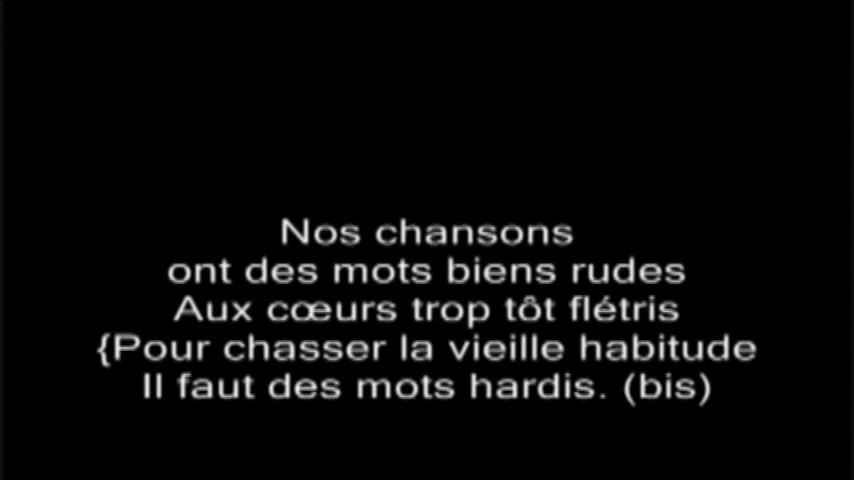 Nos chansons
ont des mots biens rudes
Aux cœurs trop tôt flétris
{Pour chasser la vieille habitude
Il faut des mots hardis. (bis)